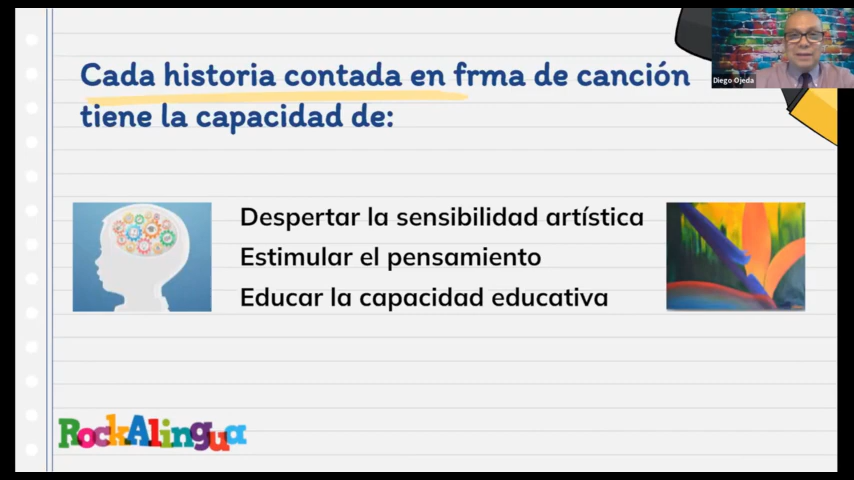 Cada historia contada en frma de canción
tiene la capacidad de:
Diego Ojeda
Despertar la sensibilidad artística
Estimular el pensamiento
Educar la capacidad educativa
RockALingua